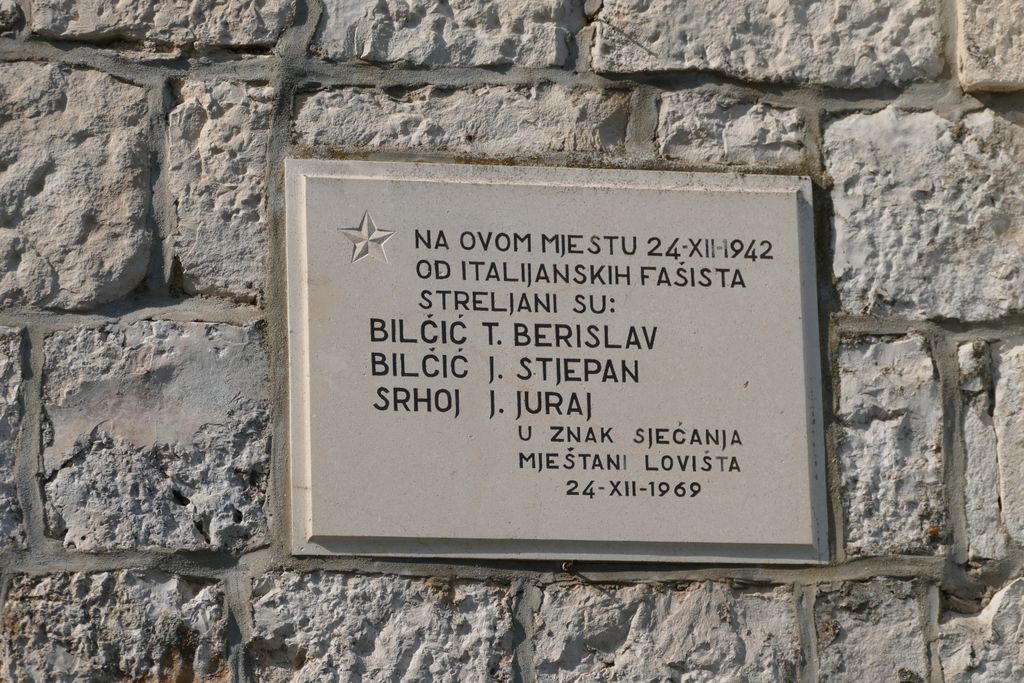 NA OVOM MJESTU 24-XII-1942
OD ITALIJANSKIH FAŠISTA
STRELJANI SU:
BILČIĆ T. BERISLAV
BILČIĆ J. STJEPAN
SRHOJ J. JURAJ
U ZNAK SJEĆANJA
MJEŠTANI LOVIŠTA
24-XII-1969